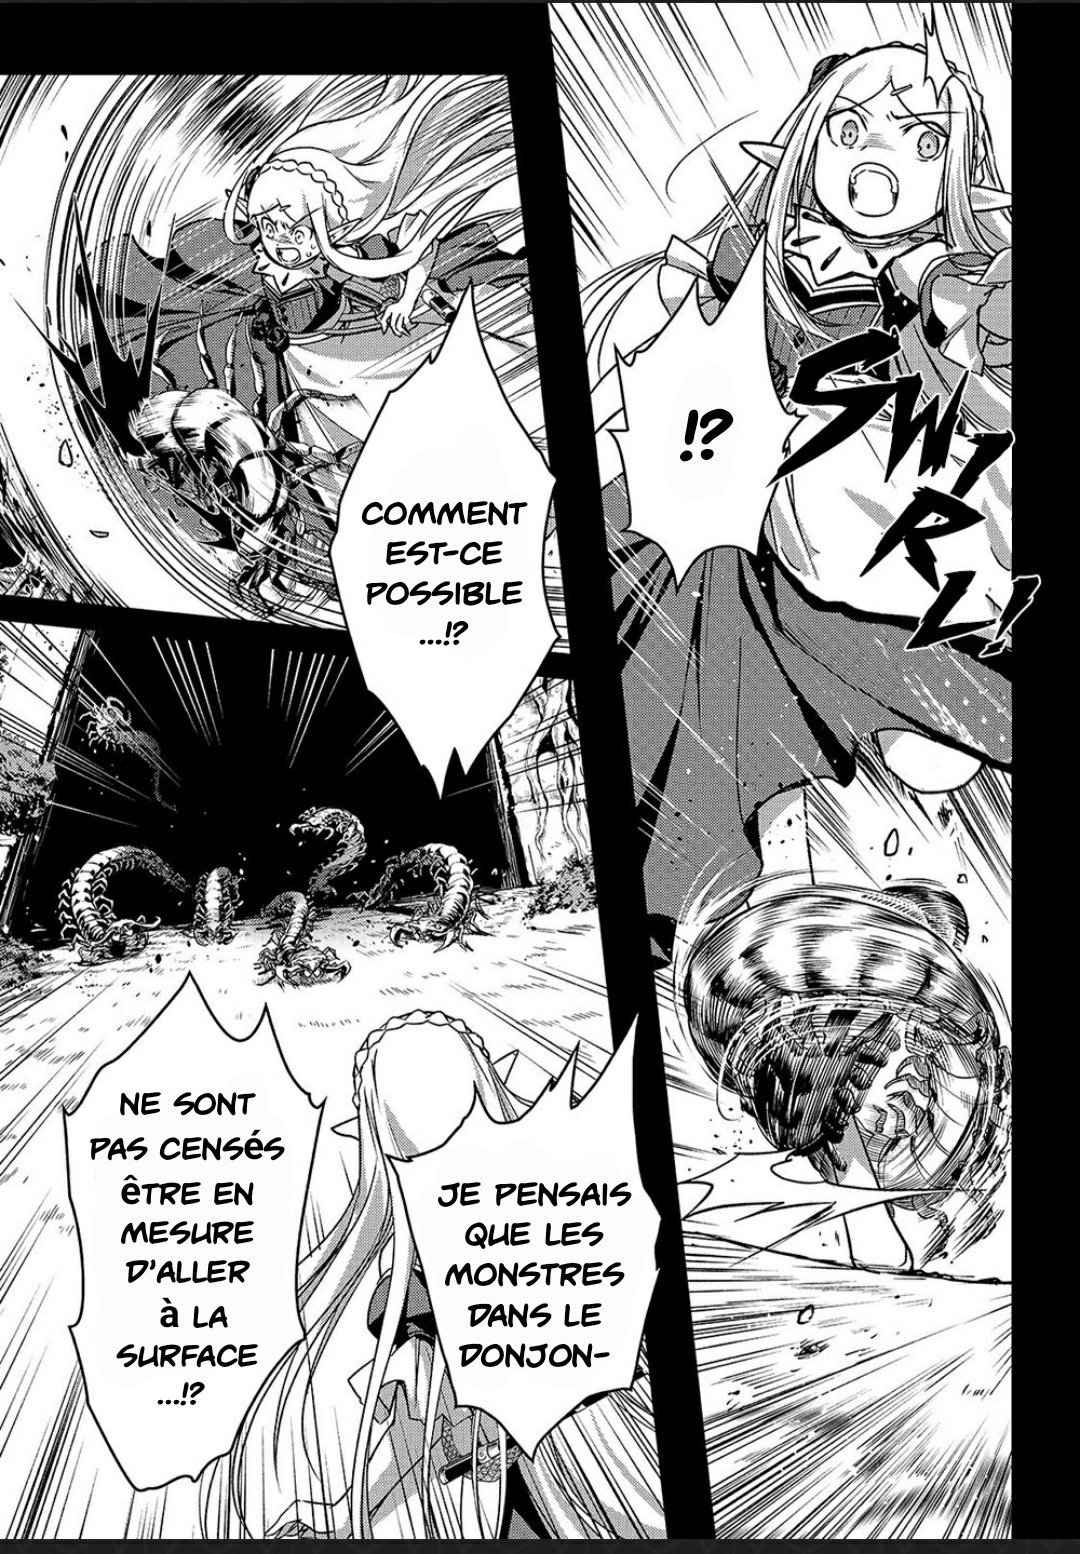 !?
SWIRL!
COMMENT
EST-CE
POSSIBLE
...!?
JE PENSAIS
QUE LES
MONSTRES
DANS LE
DONJON-
NE SONT
PAS CENSÉS
ÊTRE EN
MESURE
D'ALLER
À LA
SURFACE
...!?